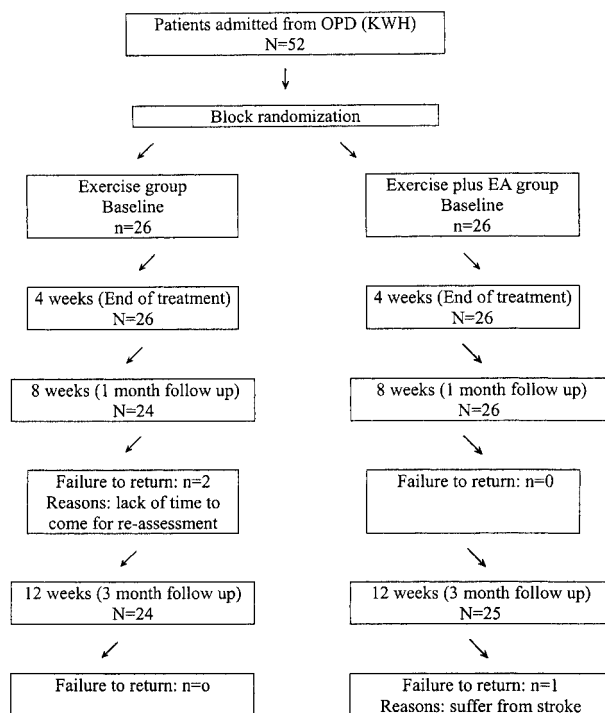 Patients admitted from OPD (KWH)
N=52
Block randomization
Exercise group
Baseline
n=26
Exercise plus EA group
Baseline
n=26
4 weeks (End of treatment)
N=26
4 weeks (End of treatment)
N=26
8 weeks (1 month follow up)
N=24
8 weeks (1 month follow up)
N=26
Failure to return: n=2
Reasons: lack of time to
come for re-assessment
Failure to return: n=0
12 weeks (3 month follow up)
N=24
12 weeks (3 month follow up)
N=25
Failure to return: n=o
Failure to return: n=1
Reasons: suffer from stroke